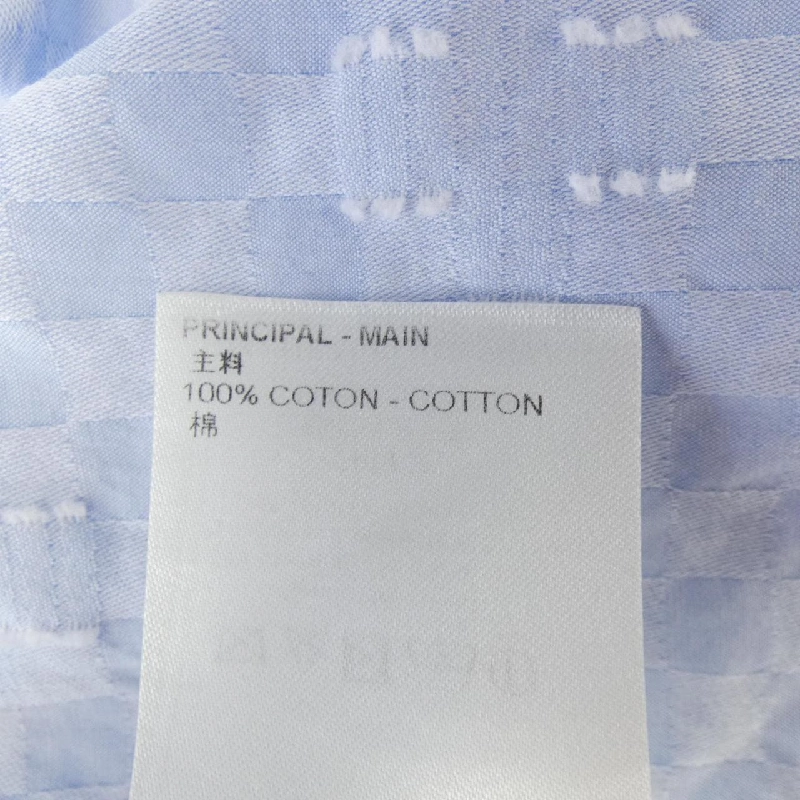 PRINCIPAL - MAIN
主料
100% COTON - COTTON
棉